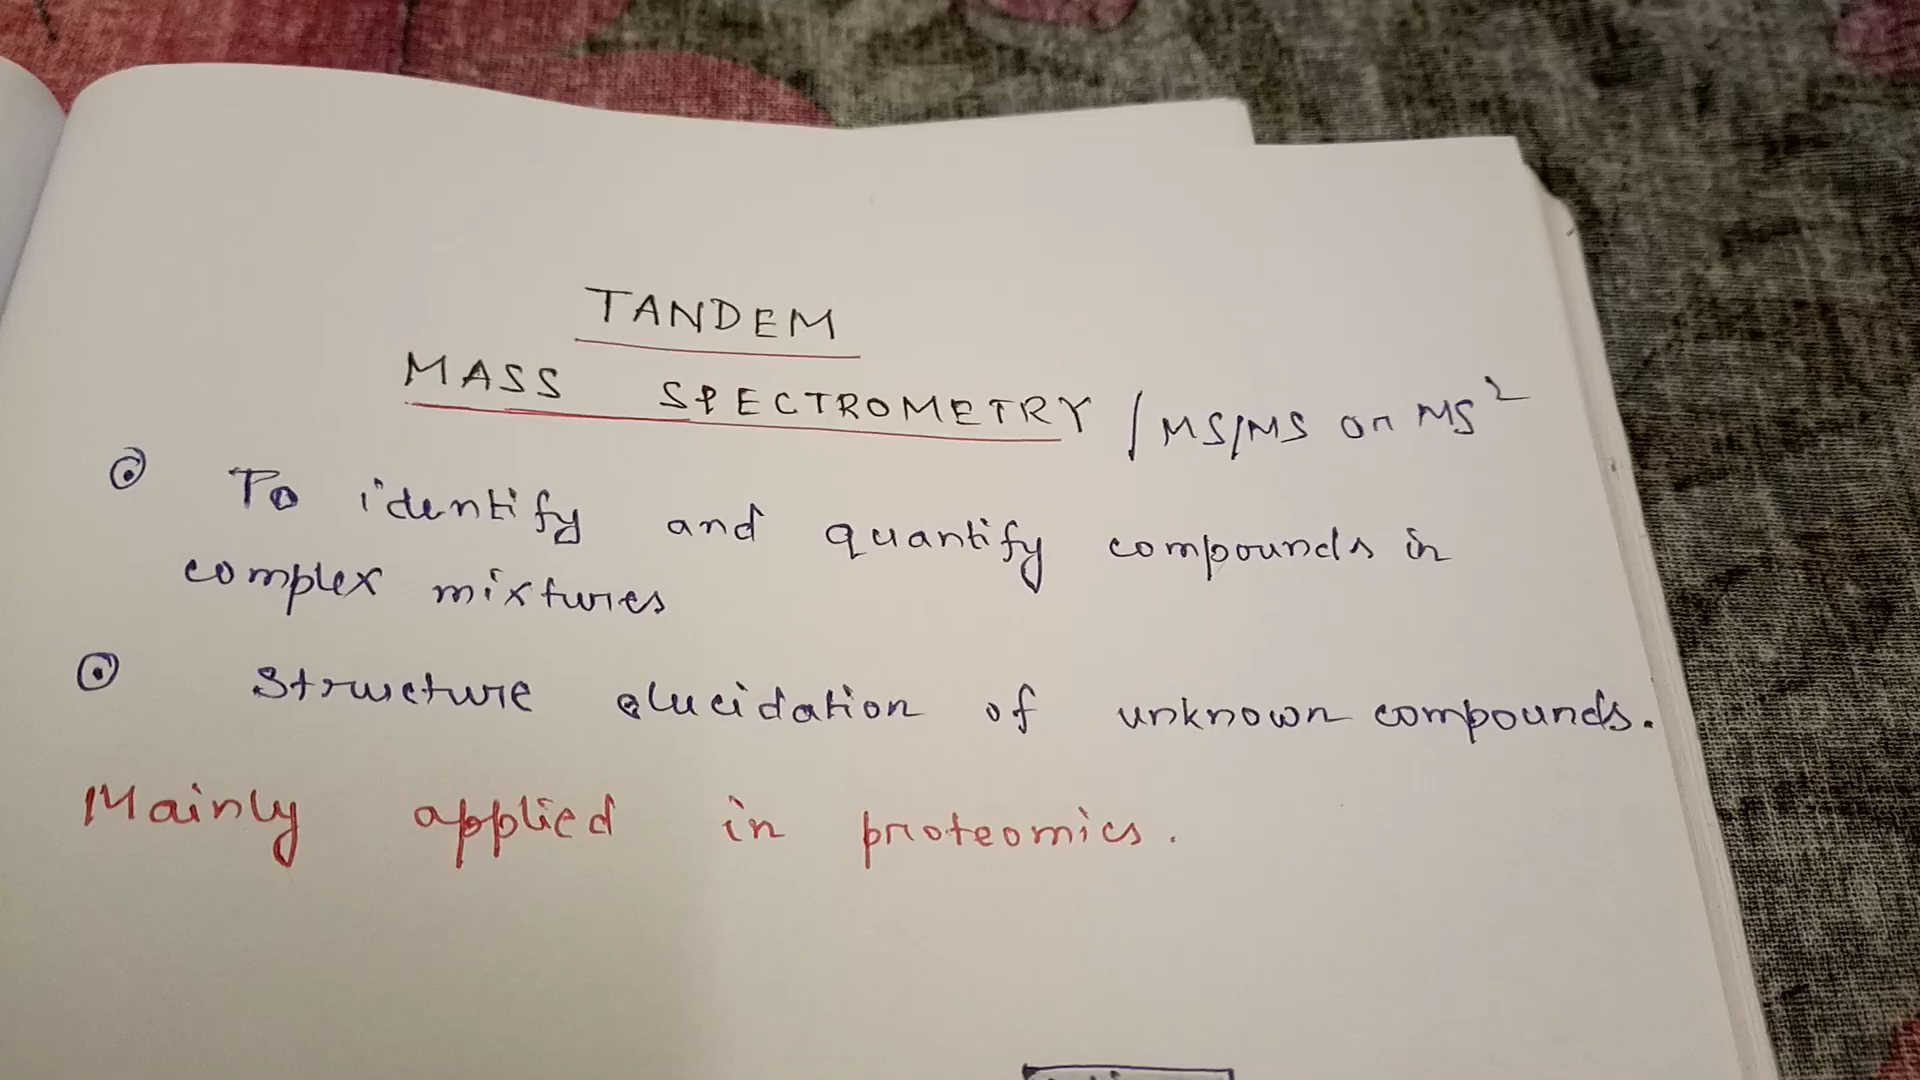 TANDEM
MASS SPECTROMETRY / MS/MS or MS²
To identify and quantify compounds in
complex mixtures
Structure elucidation of unknown compounds.
Mainly applied in proteomics.